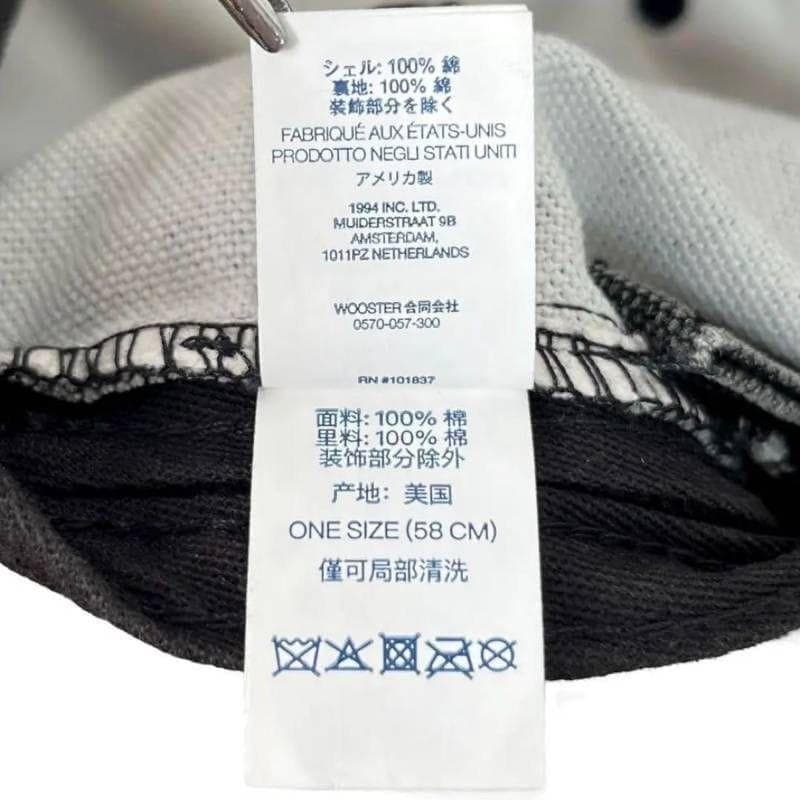 シェル: 100% 綿
裏地: 100% 綿
装飾部分を除く
FABRIQUÉ AUX ÉTATS-UNIS
PRODOTTO NEGLI STATI UNITI
アメリカ製
1994 INC. LTD.
MUIDERSTRAAT 9B
AMSTERDAM,
1011PZ NETHERLANDS
WOOSTER 合同会社
0570-057-300
RN #101837
面料: 100% 棉
里料: 100% 棉
装饰部分除外
产地: 美国
ONE SIZE (58 CM)
僅可局部清洗